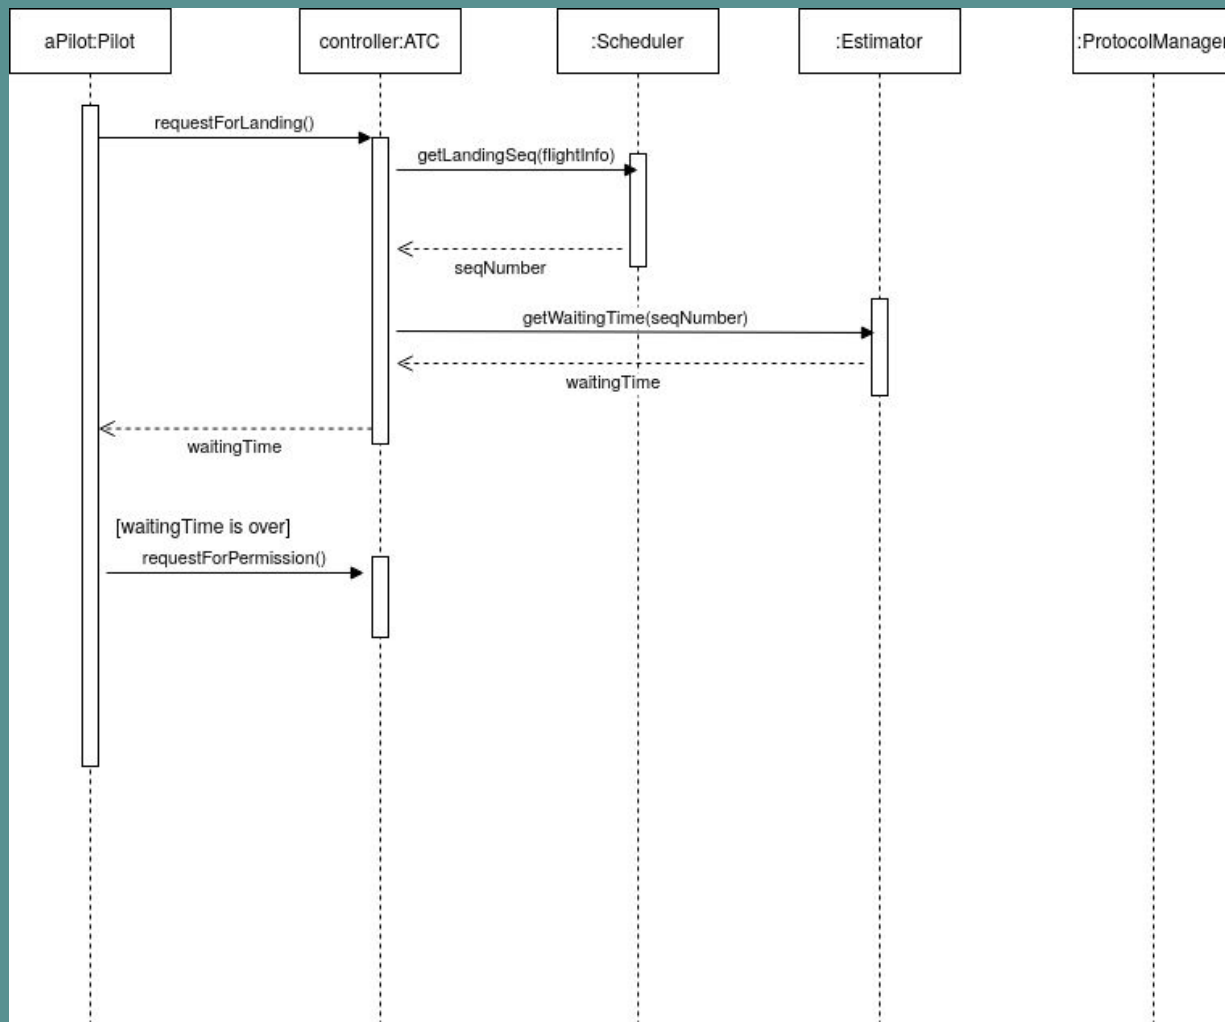 aPilot:Pilot
controller:ATC
:Scheduler
:Estimator
:ProtocolManager
requestForLanding()
getLandingSeq(flightInfo)
seqNumber
getWaitingTime(seqNumber)
waitingTime
waitingTime
[waitingTime is over]
requestForPermission()